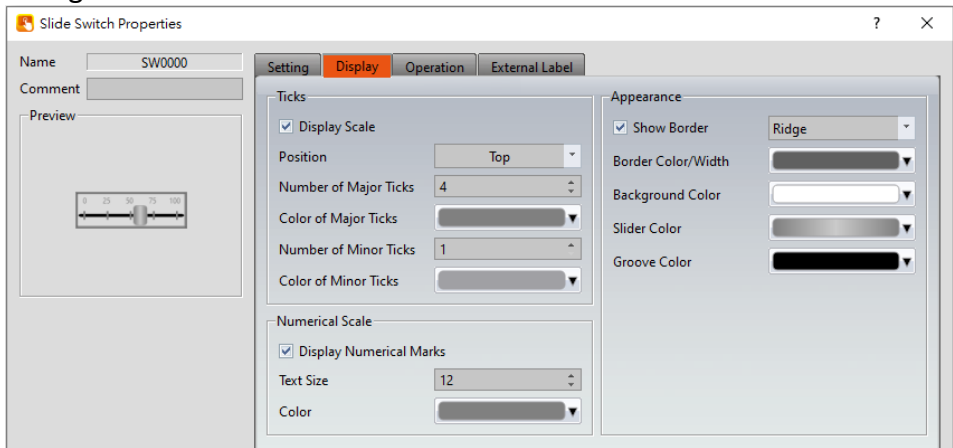 Slide Switch Properties ? ×
Name SW0000
Comment
Preview
0 25 50 75 100
Setting Display Operation External Label
Ticks
Display Scale
Position Top
Number of Major Ticks 4
Color of Major Ticks
Number of Minor Ticks 1
Color of Minor Ticks
Numerical Scale
Display Numerical Marks
Text Size 12
Color
Appearance
Show Border Ridge
Border Color/Width
Background Color
Slider Color
Groove Color